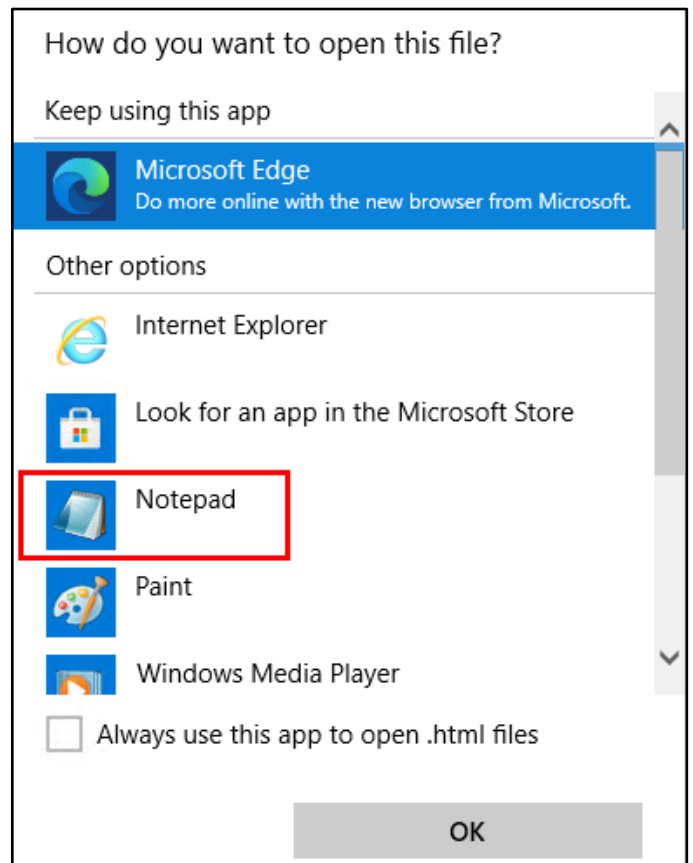 How do you want to open this file?
Keep using this app
Microsoft Edge
Do more online with the new browser from Microsoft.
Other options
Internet Explorer
Look for an app in the Microsoft Store
Notepad
Paint
Windows Media Player
Always use this app to open .html files
OK